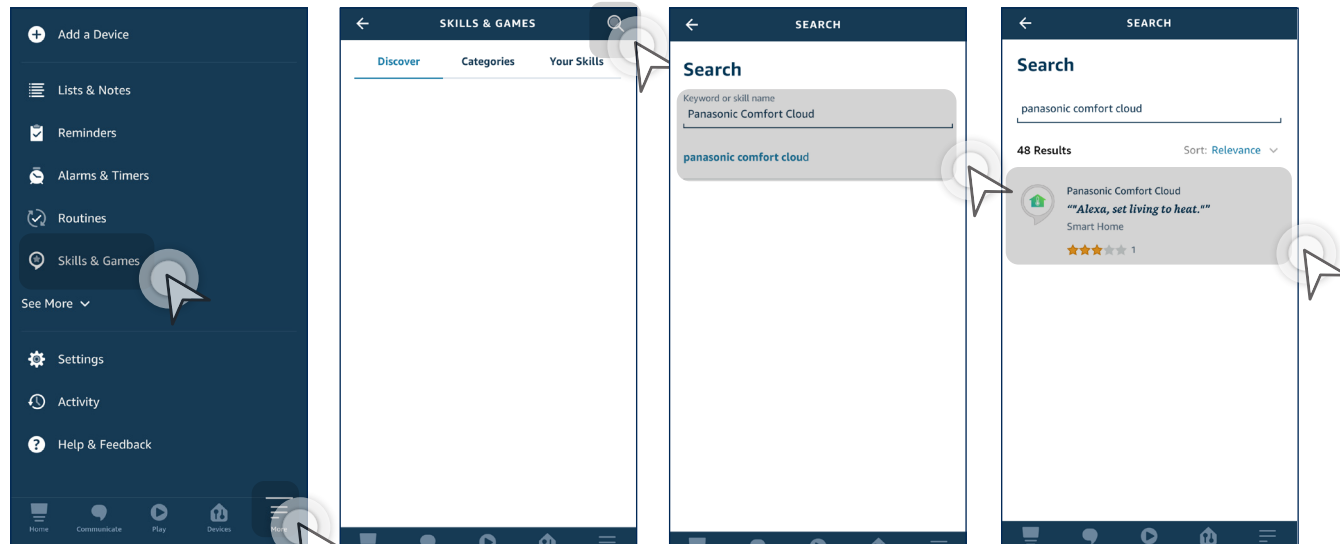 Add a Device
Lists & Notes
Reminders
Alarms & Timers
Routines
Skills & Games
See More
Settings
Activity
Help & Feedback
Home Communicate Play Devices More
SKILLS & GAMES
Discover Categories Your Skills
SEARCH
Search
Keyword or skill name
Panasonic Comfort Cloud
panasonic comfort cloud
SEARCH
Search
panasonic comfort cloud
48 Results Sort: Relevance
Panasonic Comfort Cloud
""Alexa, set living to heat.""
Smart Home
1